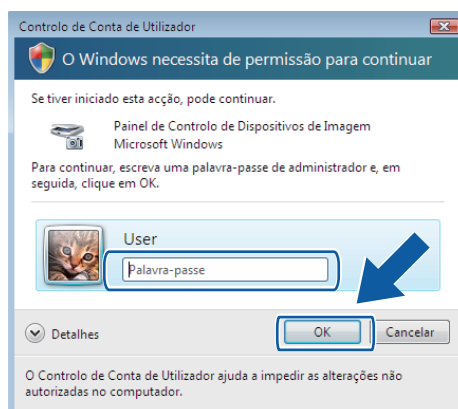 Controlo de Conta de Utilizador
O Windows necessita de permissão para continuar
Se tiver iniciado esta acção, pode continuar.
Painel de Controlo de Dispositivos de Imagem
Microsoft Windows
Para continuar, escreva uma palavra-passe de administrador e, em
seguida, clique em OK.
User
Palavra-passe
Detalhes
OK
Cancelar
O Controlo de Conta de Utilizador ajuda a impedir as alterações não
autorizadas no computador.